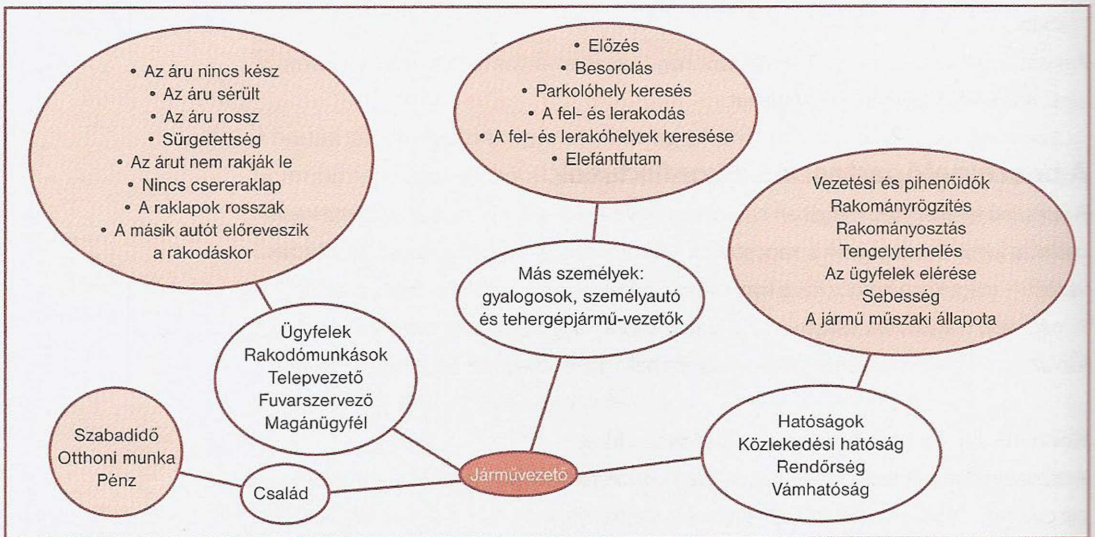 • Az áru nincs kész
• Az áru sérült
• Az áru rossz
• Sürgetettség
• Az árut nem rakják le
• Nincs csereraklap
• A raklapok rosszak
• A másik autót előreveszik
a rakodáskor
• Előzés
• Besorolás
• Parkolóhely keresés
• A fel- és lerakodás
• A fel- és lerakóhelyek keresése
• Elefántfutam
Vezetési és pihenőidők
Rakományrögzítés
Rakományosztás
Tengelyterhelés
Az ügyfelek elérése
Sebesség
A jármű műszaki állapota
Más személyek:
gyalogosok, személyautó
és tehergépjármű-vezetők
Ügyfelek
Rakodómunkások
Telepvezető
Fuvarszervező
Magánügyfél
Szabadidő
Otthoni munka
Pénz
Család
Járművezető
Hatóságok
Közlekedési hatóság
Rendőrség
Vámhatóság